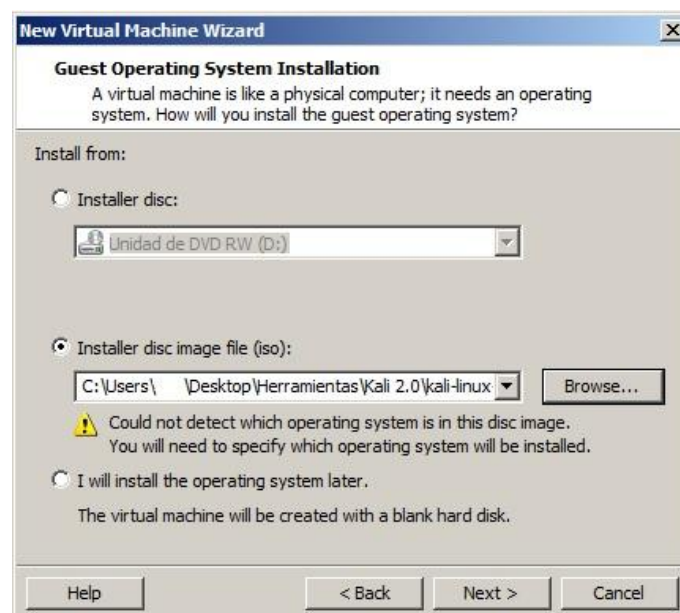 New Virtual Machine Wizard
Guest Operating System Installation
A virtual machine is like a physical computer; it needs an operating
system. How will you install the guest operating system?
Install from:
Installer disc:
Unidad de DVD RW (D:)
Installer disc image file (iso):
C:\Users\ \Desktop\Herramientas\Kali 2.0\kali-linux
Browse...
Could not detect which operating system is in this disc image.
You will need to specify which operating system will be installed.
I will install the operating system later.
The virtual machine will be created with a blank hard disk.
Help
< Back
Next >
Cancel